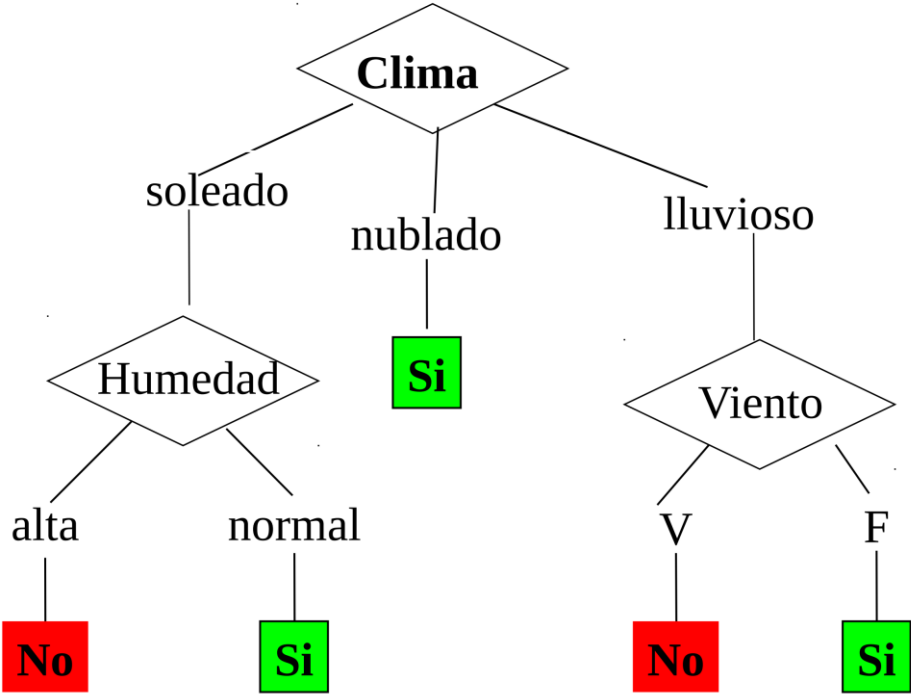 Clima
soleado
nublado
lluvioso
Humedad
Si
Viento
alta
normal
V
F
No
Si
No
Si